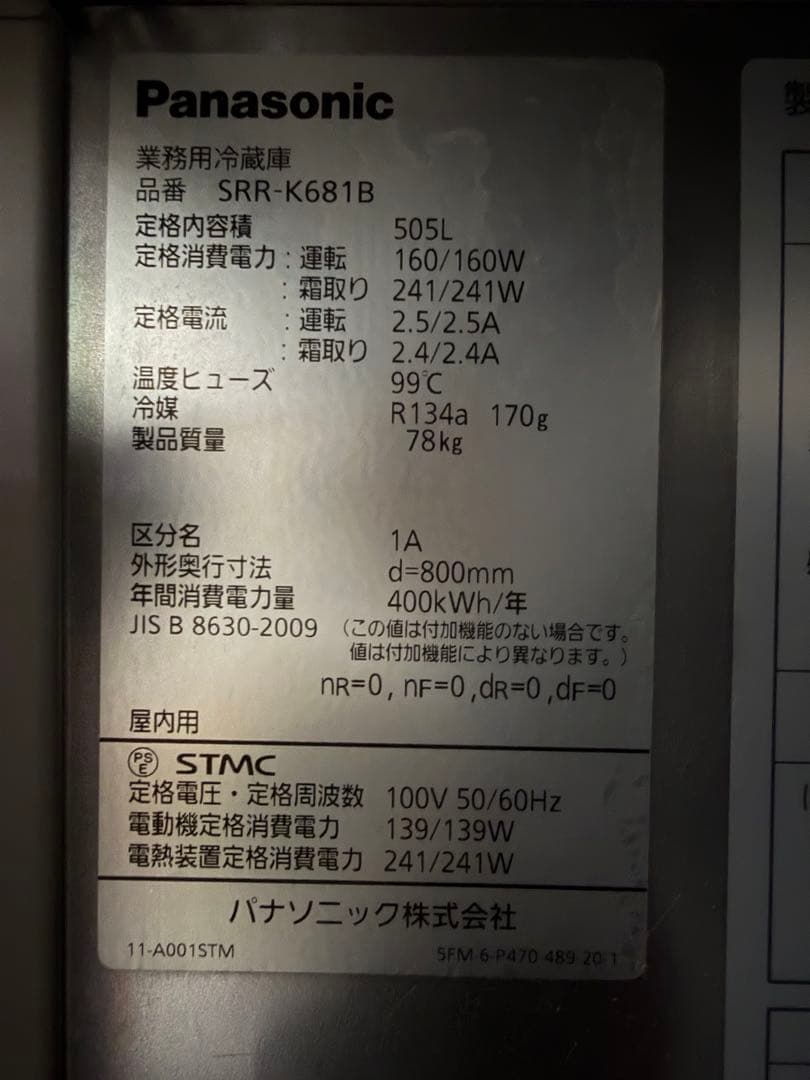 Panasonic
業務用冷蔵庫
品番 SRR-K681B
定格内容積 505L
定格消費電力 : 運転 160/160W
: 霜取り 241/241W
定格電流 : 運転 2.5/2.5A
: 霜取り 2.4/2.4A
温度ヒューズ 99℃
冷媒 R134a 170g
製品質量 78kg
区分名 1A
外形奥行寸法 d=800mm
年間消費電力量 400kWh/年
JIS B 8630-2009 (この値は付加機能のない場合です。
値は付加機能により異なります。)
nR=0, nF=0,dR=0,dF=0
屋内用
PSE STMC
定格電圧・定格周波数 100V 50/60Hz
電動機定格消費電力 139/139W
電熱装置定格消費電力 241/241W
パナソニック株式会社
11-A001STM 5FM-6-P470 489 20-1
製